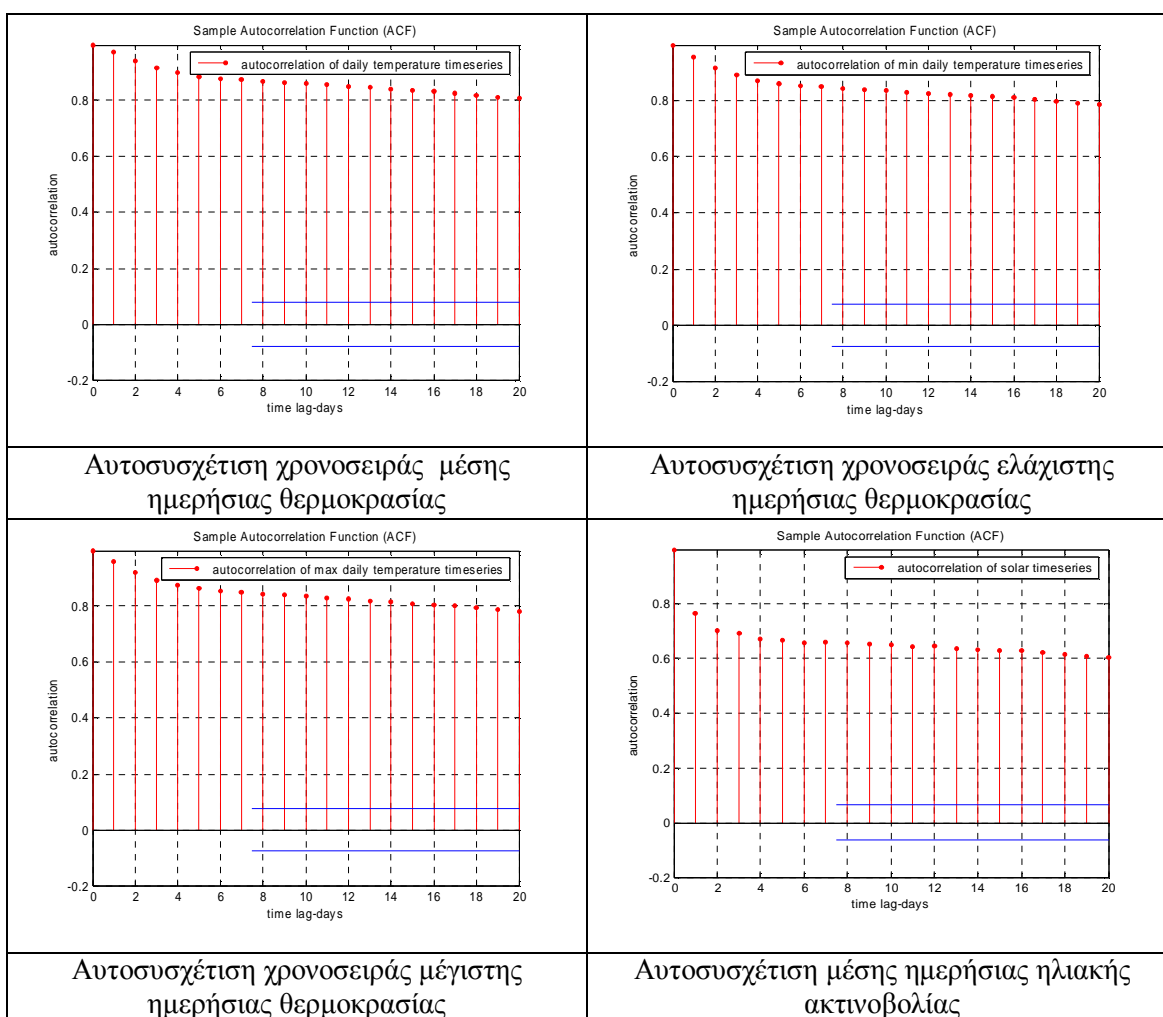 Sample Autocorrelation Function (ACF)
autocorrelation of daily temperature timeseries
autocorrelation
0.8
0.6
0.4
0.2
0
-0.2
0 2 4 6 8 10 12 14 16 18 20
time lag-days
Sample Autocorrelation Function (ACF)
autocorrelation of min daily temperature timeseries
autocorrelation
0.8
0.6
0.4
0.2
0
-0.2
0 2 4 6 8 10 12 14 16 18 20
time lag-days
Αυτοσυσχέτιση χρονοσειράς μέσης
ημερήσιας θερμοκρασίας
Αυτοσυσχέτιση χρονοσειράς ελάχιστης
ημερήσιας θερμοκρασίας
Sample Autocorrelation Function (ACF)
autocorrelation of max daily temperature timeseries
autocorrelation
0.8
0.6
0.4
0.2
0
-0.2
0 2 4 6 8 10 12 14 16 18 20
time lag-days
Sample Autocorrelation Function (ACF)
autocorrelation of solar timeseries
autocorrelation
0.8
0.6
0.4
0.2
0
-0.2
0 2 4 6 8 10 12 14 16 18 20
time lag-days
Αυτοσυσχέτιση χρονοσειράς μέγιστης
ημερήσιας θερμοκρασίας
Αυτοσυσχέτιση μέσης ημερήσιας ηλιακής
ακτινοβολίας